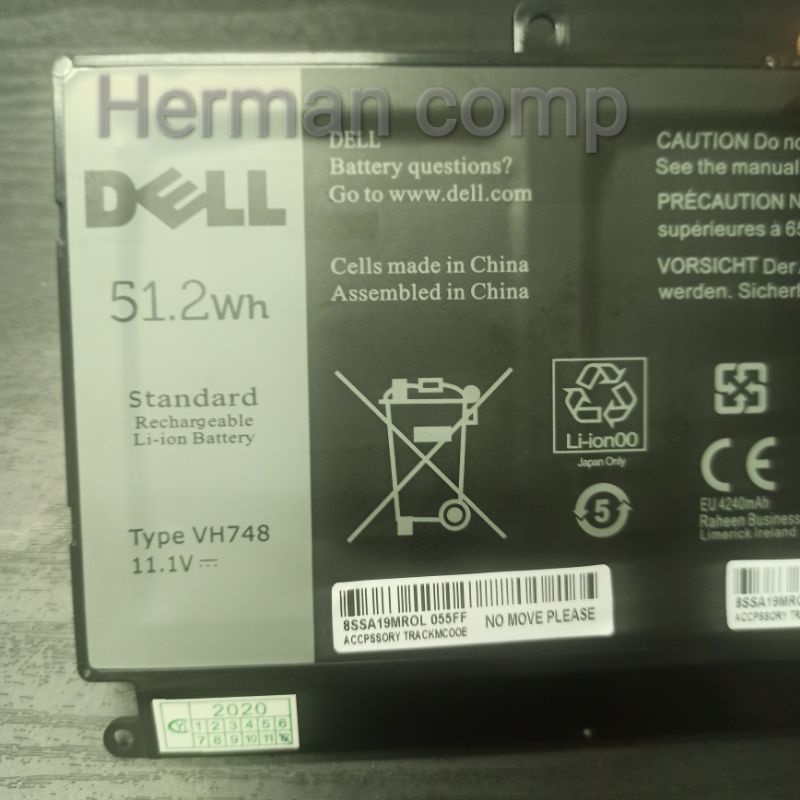 Herman comp
DELL
51.2Wh
Standard
Rechargeable
Li-ion Battery
Type VH748
11.1V
DELL
Battery questions?
Go to www.dell.com
Cells made in China
Assembled in China
CAUTION Do no
See the manual
PRÉCAUTION N
supérieures à 65
VORSICHT Der
werden. Sicherh
Li-ion00
Japan Only
5
CE
EU 4240mAh
Raheen Business
Limerick Ireland
8SSA19MROL 055FF
ACCPSSORY TRACKMCOOE
NO MOVE PLEASE
8SSA19MRO
ACCPSSORY TR
2020
1 2 3 4 5 6
7 8 9 10 11 12